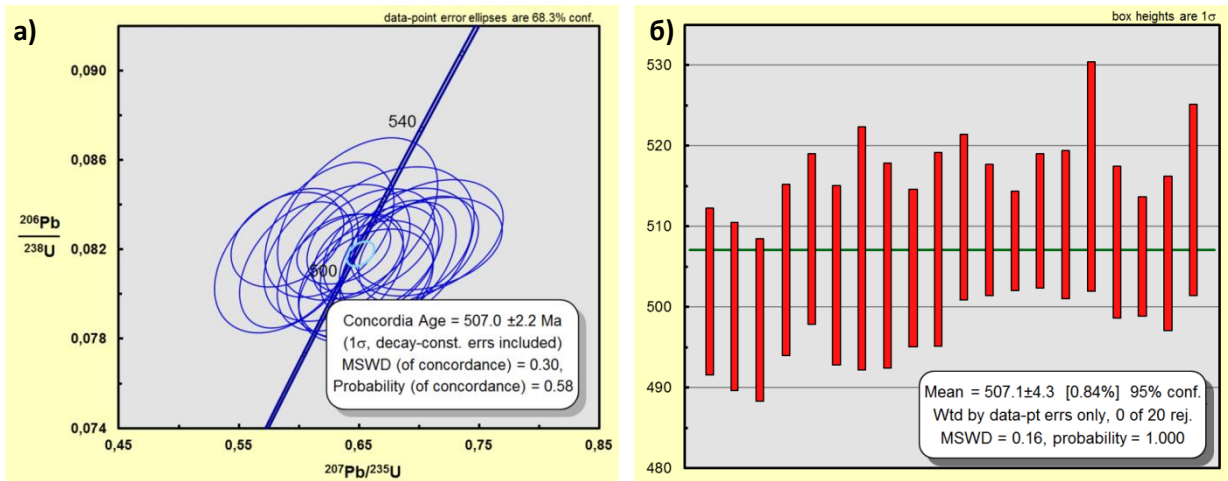 data-point error ellipses are 68.3% conf.
а)
0,090
0,086
0,082
0,078
0,074
206Pb
238U
540
500
Concordia Age = 507.0 ±2.2 Ma
(1σ, decay-const. errs included)
MSWD (of concordance) = 0.30,
Probability (of concordance) = 0.58
0,45
0,55
0,65
0,75
0,85
207Pb/235U
box heights are 1σ
б)
530
520
510
500
490
480
Mean = 507.1±4.3 [0.84%] 95% conf.
Wtd by data-pt errs only, 0 of 20 rej.
MSWD = 0.16, probability = 1.000